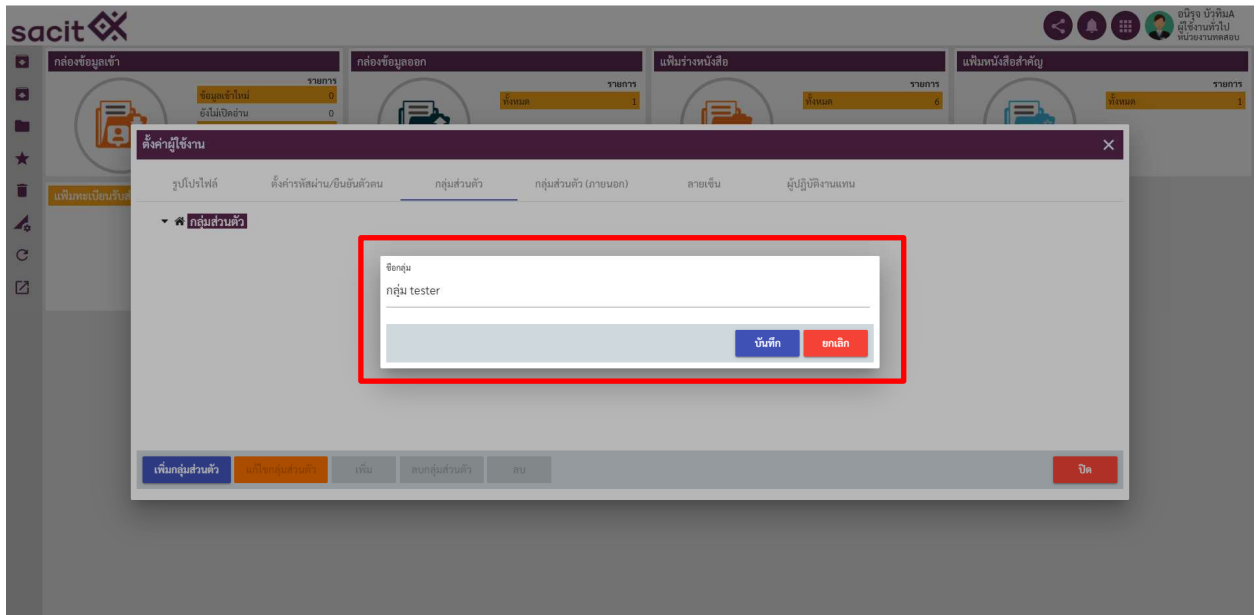 sacit
อนิรุจ บัวทิมA
ผู้ใช้งานทั่วไป
หน่วยงานทดสอบ
กล่องข้อมูลเข้า
กล่องข้อมูลออก
แฟ้มร่างหนังสือ
แฟ้มหนังสือสำคัญ
รายการ
ข้อมูลเข้าใหม่ 0
ยังไม่เปิดอ่าน 0
รายการ
ทั้งหมด 1
รายการ
ทั้งหมด 6
รายการ
ทั้งหมด 1
แฟ้มทะเบียนรับส่
ตั้งค่าผู้ใช้งาน
รูปโปรไฟล์ ตั้งค่ารหัสผ่าน/ยืนยันตัวตน กลุ่มส่วนตัว กลุ่มส่วนตัว (ภายนอก) ลายเซ็น ผู้ปฏิบัติงานแทน
กลุ่มส่วนตัว
ชื่อกลุ่ม
กลุ่ม tester
บันทึก ยกเลิก
เพิ่มกลุ่มส่วนตัว แก้ไขกลุ่มส่วนตัว เพิ่ม ลบกลุ่มส่วนตัว ลบ ปิด